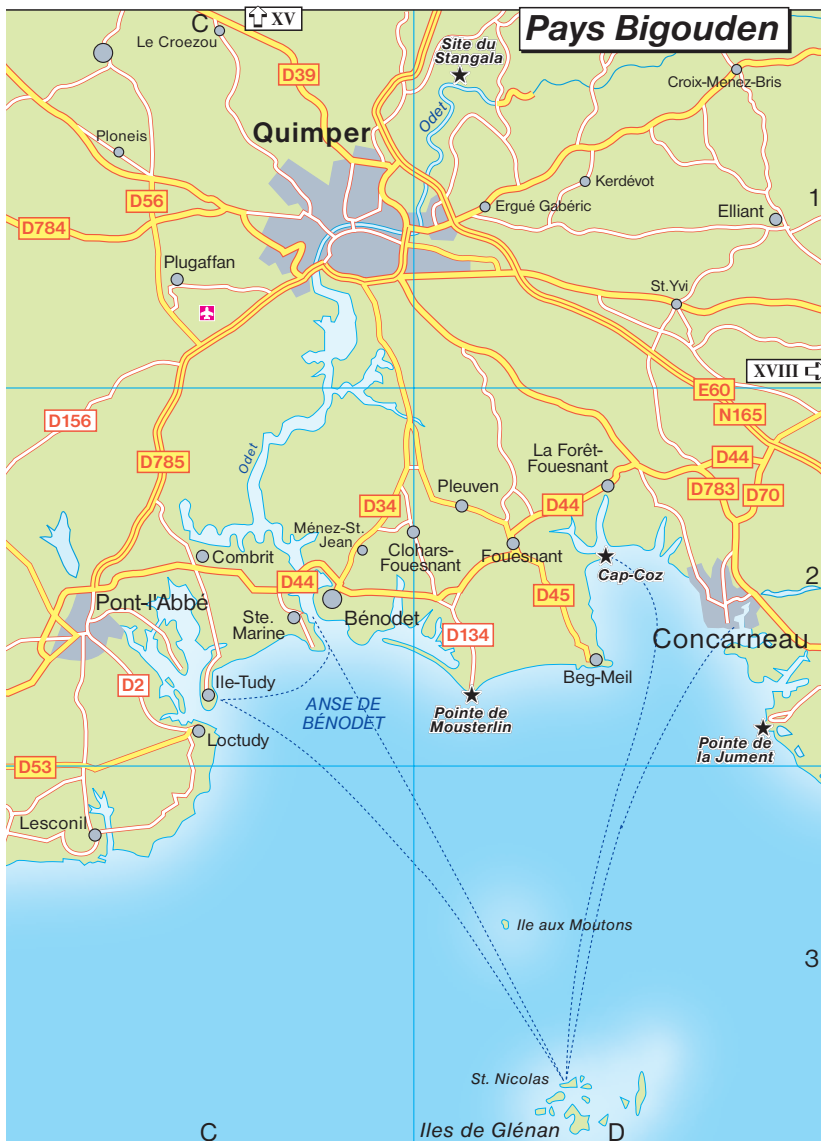 XV
C
Le Croezou
Pays Bigouden
Site du
Stangala
D39
Croix-Menez-Bris
Odet
Quimper
Ploneis
Kerdévot
D56
Ergué Gabéric
Elliant
1
D784
Plugaffan
St.Yvi
XVIII
E60
D156
N165
Odet
D785
La Forêt-
Fouesnant
D44
D783
D70
Pleuven
D34
D44
Ménez-St.
Jean
Clohars-
Fouesnant
Fouesnant
Combrit
Cap-Coz
2
D44
Pont-l'Abbé
D45
Ste.
Marine
Bénodet
D134
Concarneau
Beg-Meil
D2
Ile-Tudy
ANSE DE
BÉNODET
Pointe de
Mousterlin
Loctudy
Pointe de
la Jument
D53
Lesconil
Ile aux Moutons
3
St. Nicolas
C
Iles de Glénan
D